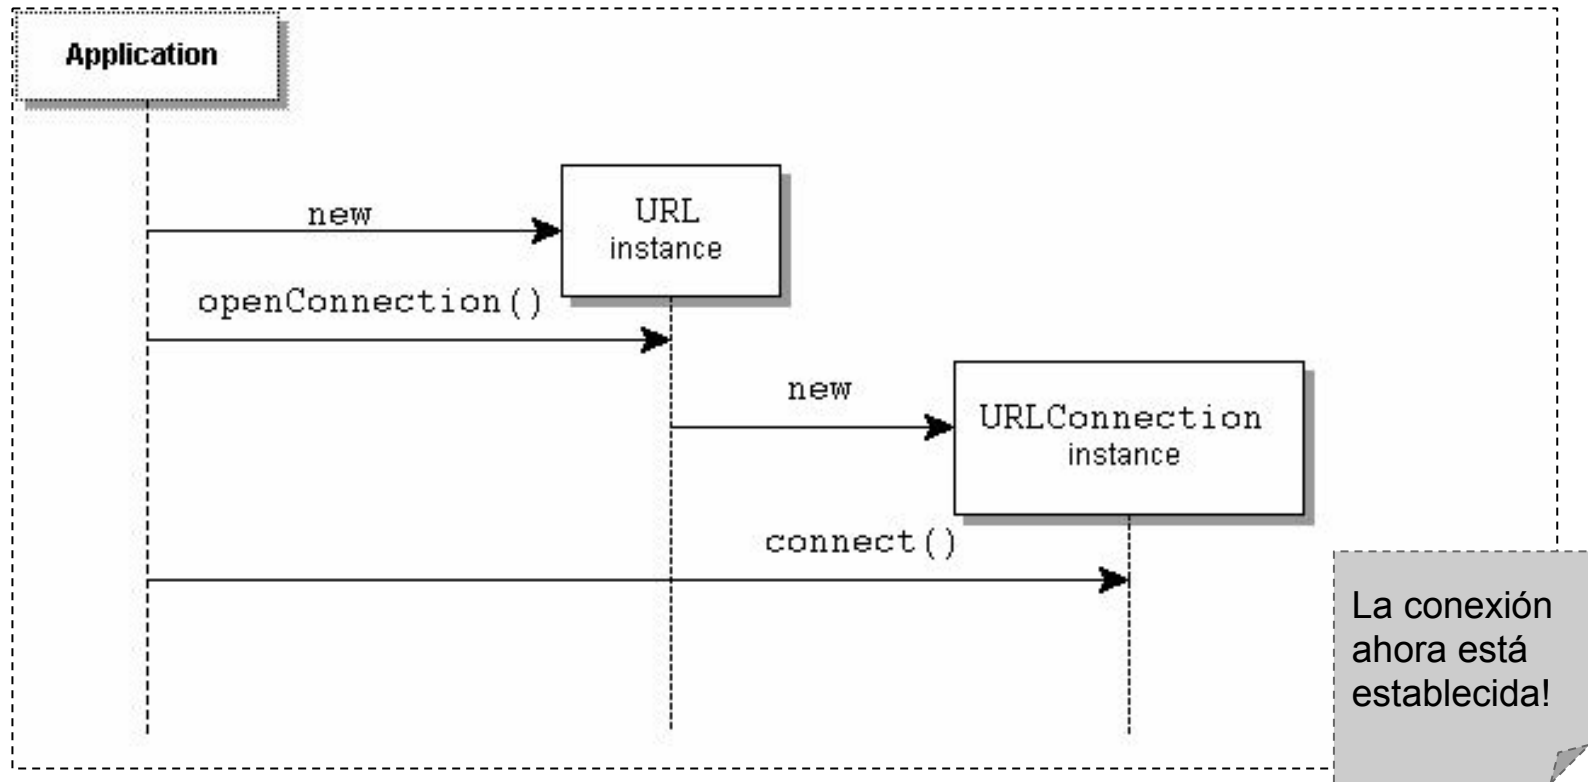 Application
new
URL
instance
openConnection()
new
URLConnection
instance
connect()
La conexión
ahora está
establecida!